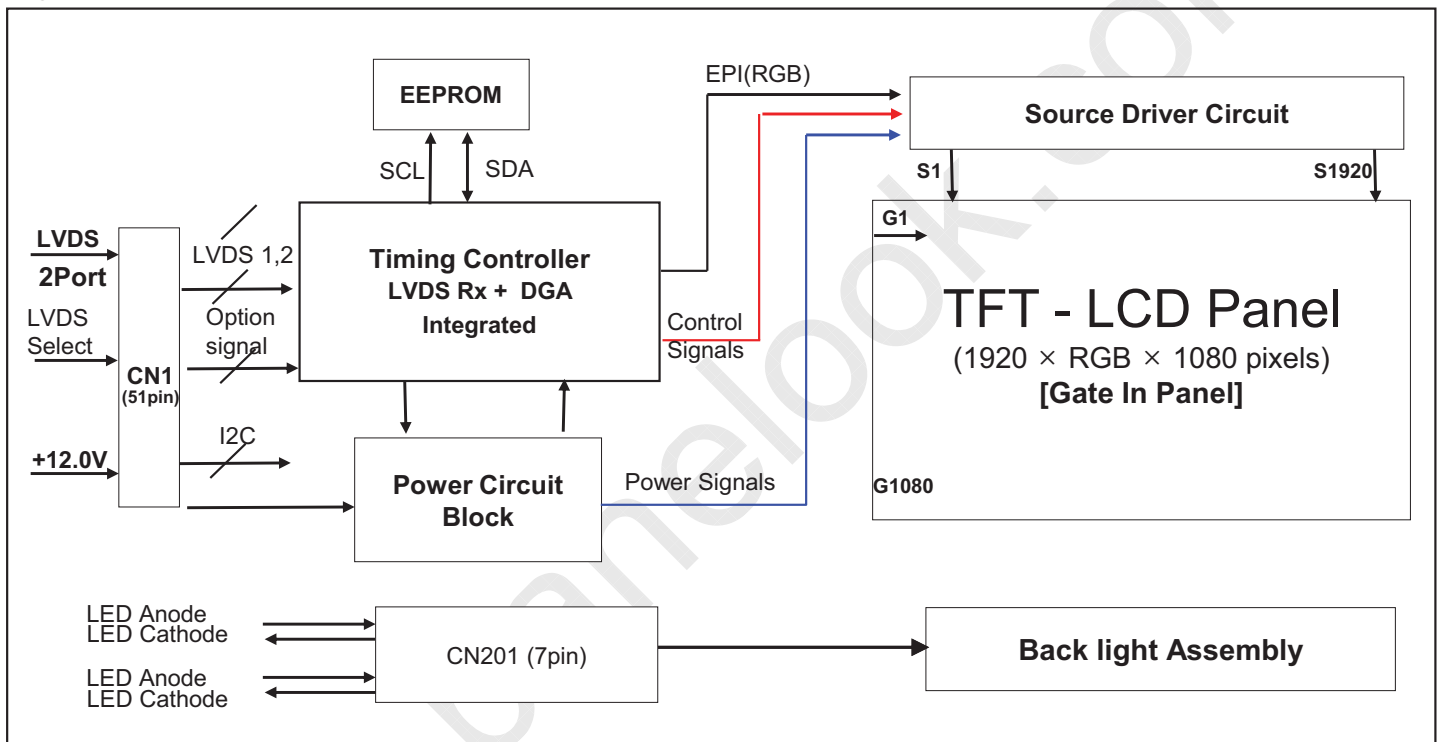 EEPROM
SCL
SDA
EPI(RGB)
Source Driver Circuit
S1
S1920
LVDS
2Port
LVDS
Select
+12.0V
CN1
(51pin)
LVDS 1,2
Option
signal
I2C
Timing Controller
LVDS Rx + DGA
Integrated
Control
Signals
Power Circuit
Block
Power Signals
G1
TFT - LCD Panel
(1920 × RGB × 1080 pixels)
[Gate In Panel]
G1080
LED Anode
LED Cathode
LED Anode
LED Cathode
CN201 (7pin)
Back light Assembly
panelook.co